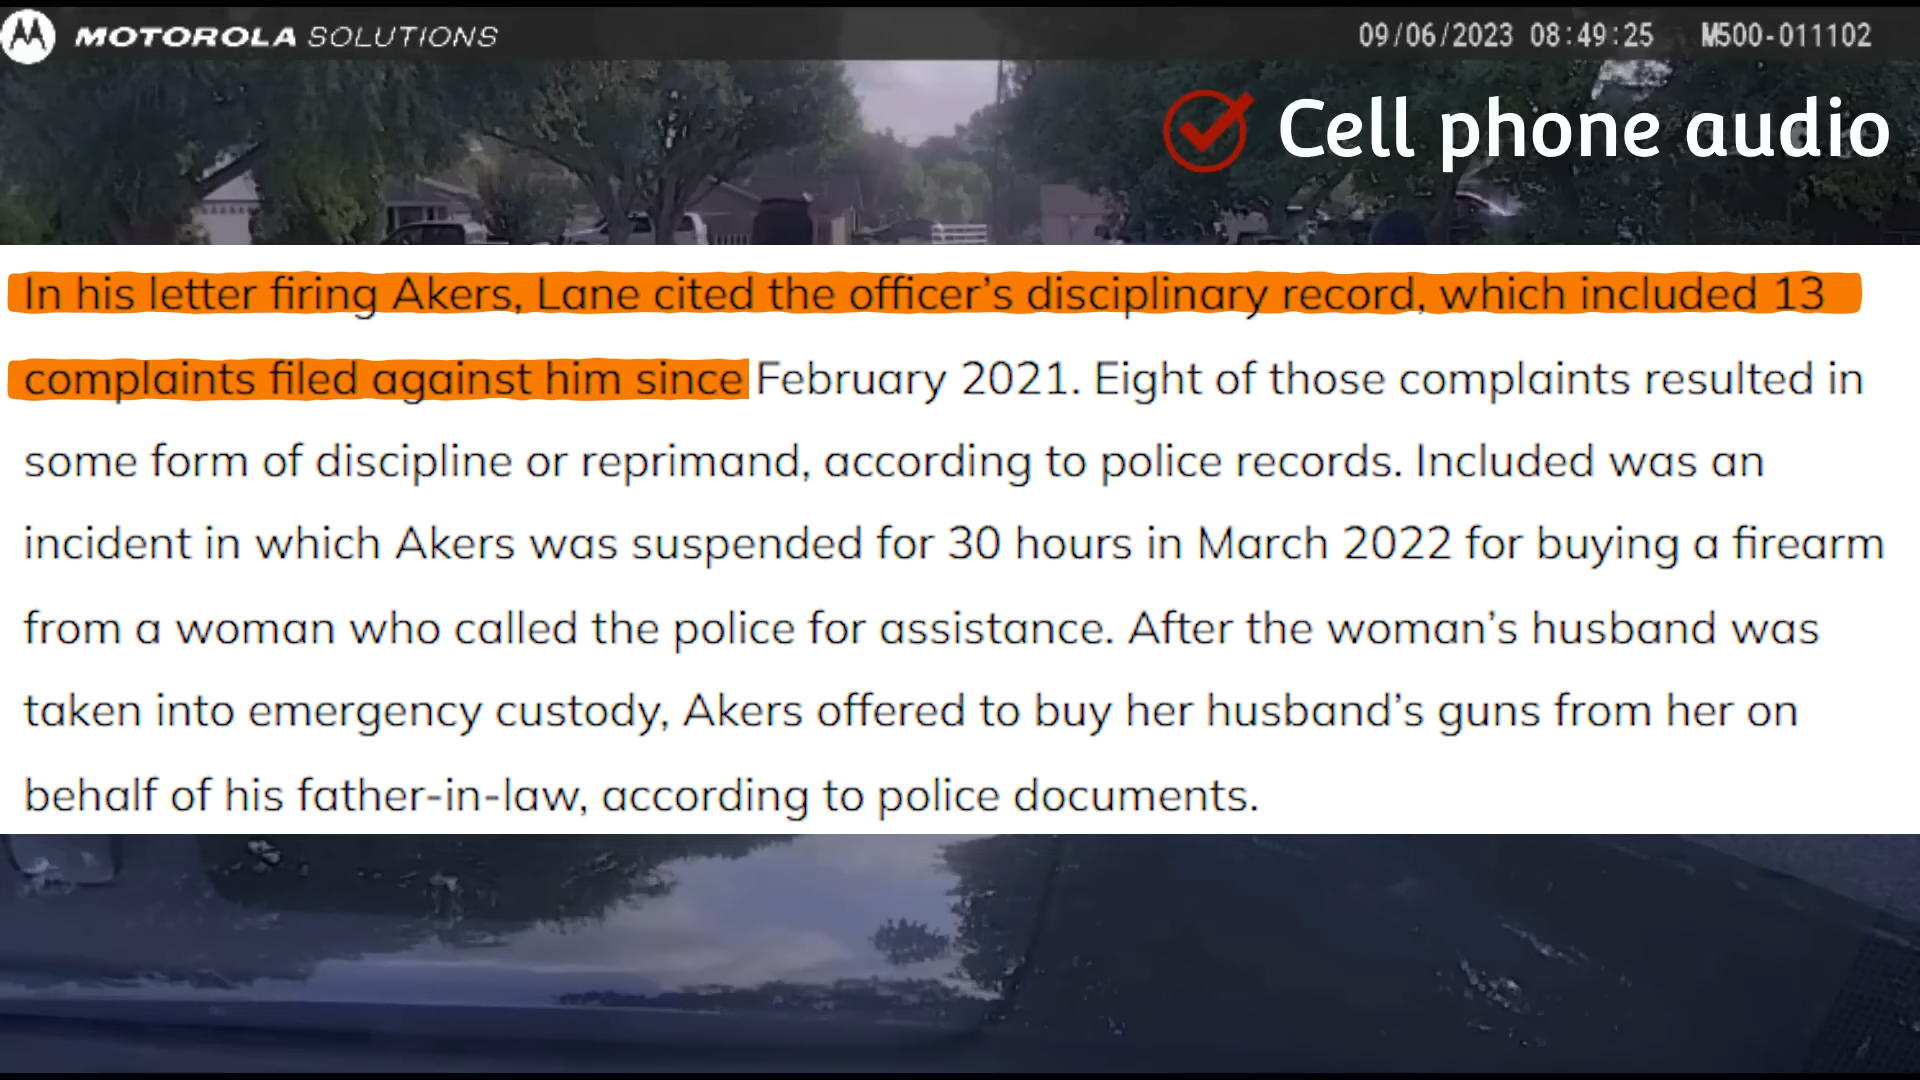 MOTOROLA SOLUTIONS 09/06/2023 08:49:25 M500-011102
Cell phone audio
In his letter firing Akers, Lane cited the officer’s disciplinary record, which included 13
complaints filed against him since February 2021. Eight of those complaints resulted in
some form of discipline or reprimand, according to police records. Included was an
incident in which Akers was suspended for 30 hours in March 2022 for buying a firearm
from a woman who called the police for assistance. After the woman’s husband was
taken into emergency custody, Akers offered to buy her husband’s guns from her on
behalf of his father-in-law, according to police documents.